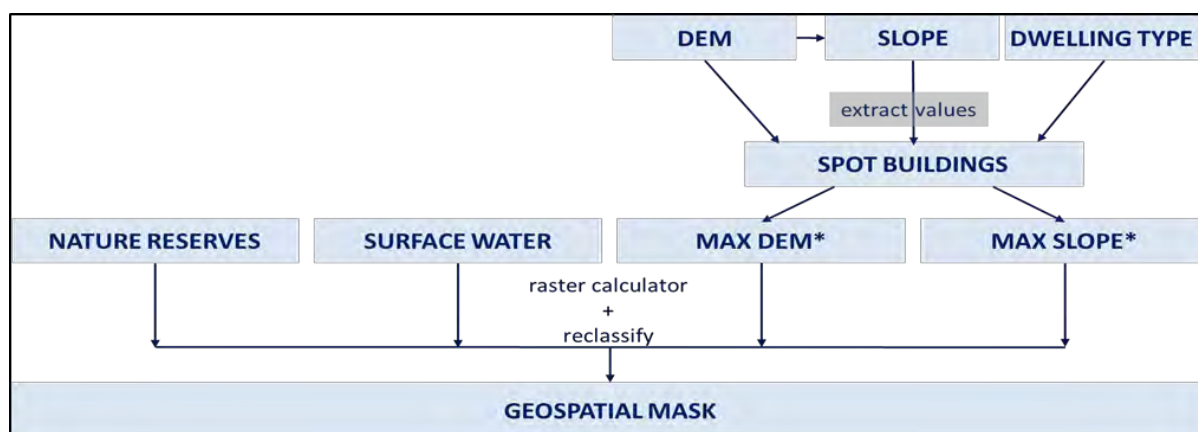 DEM
SLOPE
DWELLING TYPE
extract values
SPOT BUILDINGS
NATURE RESERVES
SURFACE WATER
MAX DEM*
MAX SLOPE*
raster calculator
+
reclassify
GEOSPATIAL MASK